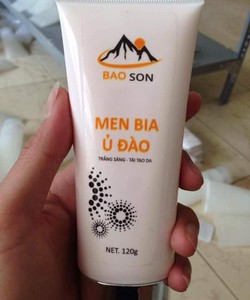 BAO SON
MEN BIA
Ủ ĐÀO
TRẮNG SÁNG - TÁI TẠO DA
NET. 120g